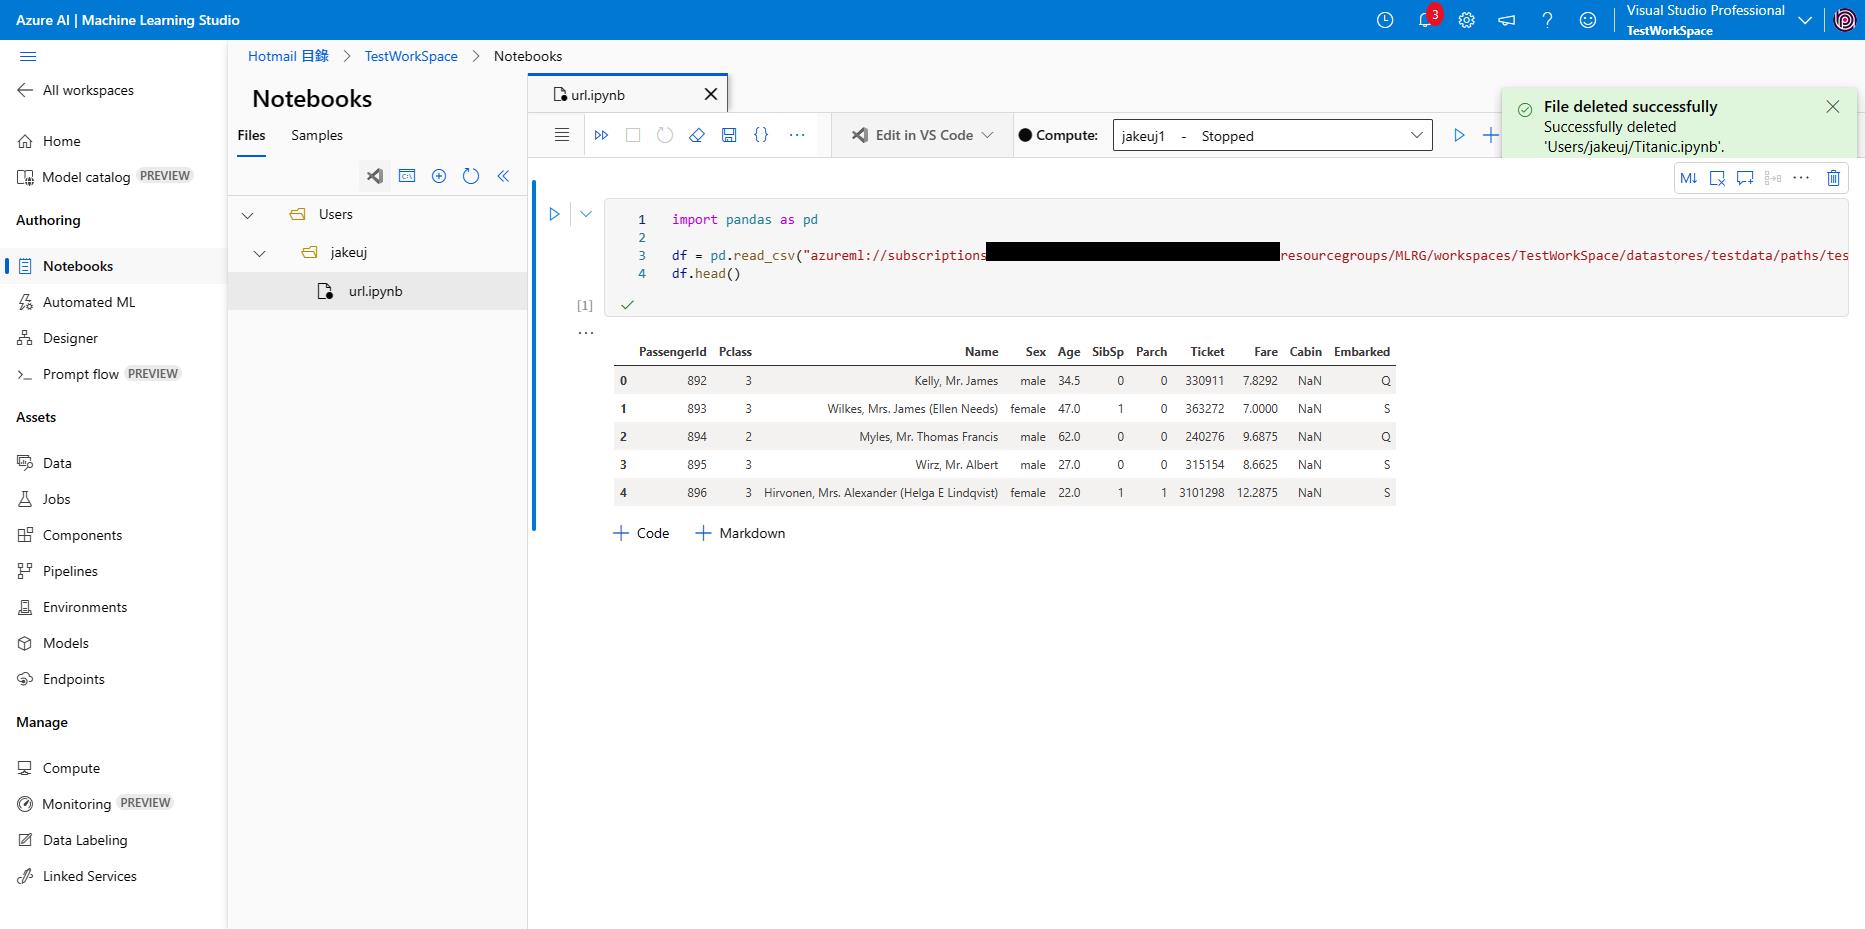 Azure AI | Machine Learning Studio
3
Visual Studio Professional
TestWorkSpace
All workspaces
Home
Model catalog PREVIEW
Authoring
Notebooks
Automated ML
Designer
Prompt flow PREVIEW
Assets
Data
Jobs
Components
Pipelines
Environments
Models
Endpoints
Manage
Compute
Monitoring PREVIEW
Data Labeling
Linked Services
Hotmail 目錄 > TestWorkSpace > Notebooks
Notebooks
Files Samples
Users
jakeuj
url.ipynb
url.ipynb
Edit in VS Code
Compute: jakeuj1 - Stopped
File deleted successfully
Successfully deleted
'Users/jakeuj/Titanic.ipynb'.
M↓
1 import pandas as pd
2
3 df = pd.read_csv("azureml://subscriptions resourcegroups/MLRG/workspaces/TestWorkSpace/datastores/testdata/paths/tes
4 df.head()
[1]
...
PassengerId Pclass Name Sex Age SibSp Parch Ticket Fare Cabin Embarked
0 892 3 Kelly, Mr. James male 34.5 0 0 330911 7.8292 NaN Q
1 893 3 Wilkes, Mrs. James (Ellen Needs) female 47.0 1 0 363272 7.0000 NaN S
2 894 2 Myles, Mr. Thomas Francis male 62.0 0 0 240276 9.6875 NaN Q
3 895 3 Wirz, Mr. Albert male 27.0 0 0 315154 8.6625 NaN S
4 896 3 Hirvonen, Mrs. Alexander (Helga E Lindqvist) female 22.0 1 1 3101298 12.2875 NaN S
+ Code + Markdown